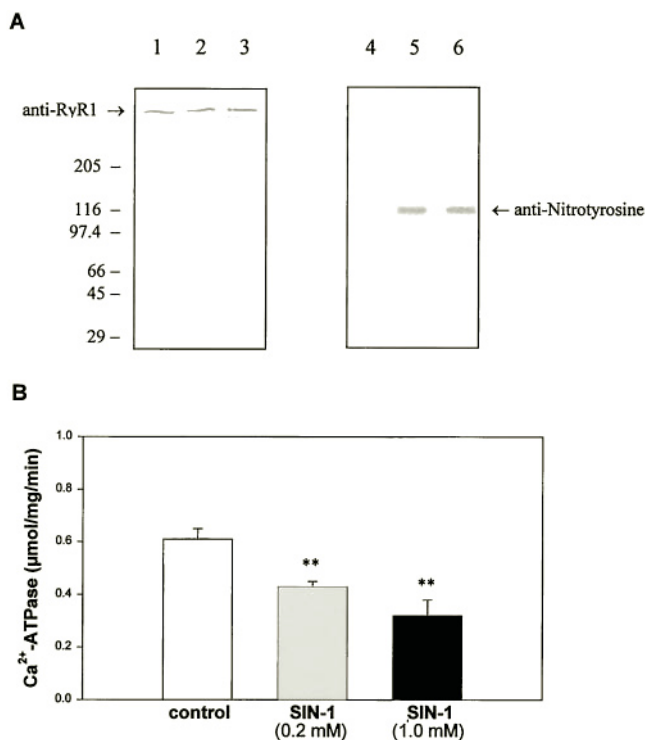 A
1 2 3 4 5 6
anti-RyR1 →
205 –
116 –
← anti-Nitrotyrosine
97.4 –
66 –
45 –
29 –
B
Ca²⁺-ATPase (µmol/mg/min)
1.0
0.8
0.6
0.4
0.2
0.0
**
**
control SIN-1 SIN-1
(0.2 mM) (1.0 mM)